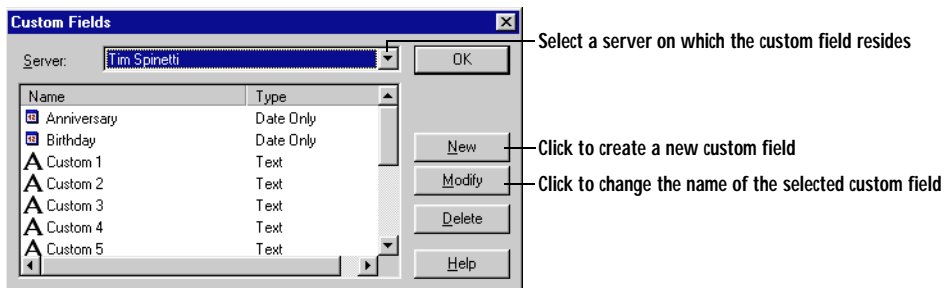 Custom Fields
Select a server on which the custom field resides
Server: Tim Spinetti OK
Name Type
Anniversary Date Only
Birthday Date Only
New Click to create a new custom field
A Custom 1 Text
Modify Click to change the name of the selected custom field
A Custom 2 Text
A Custom 3 Text
Delete
A Custom 4 Text
A Custom 5 Text
Help